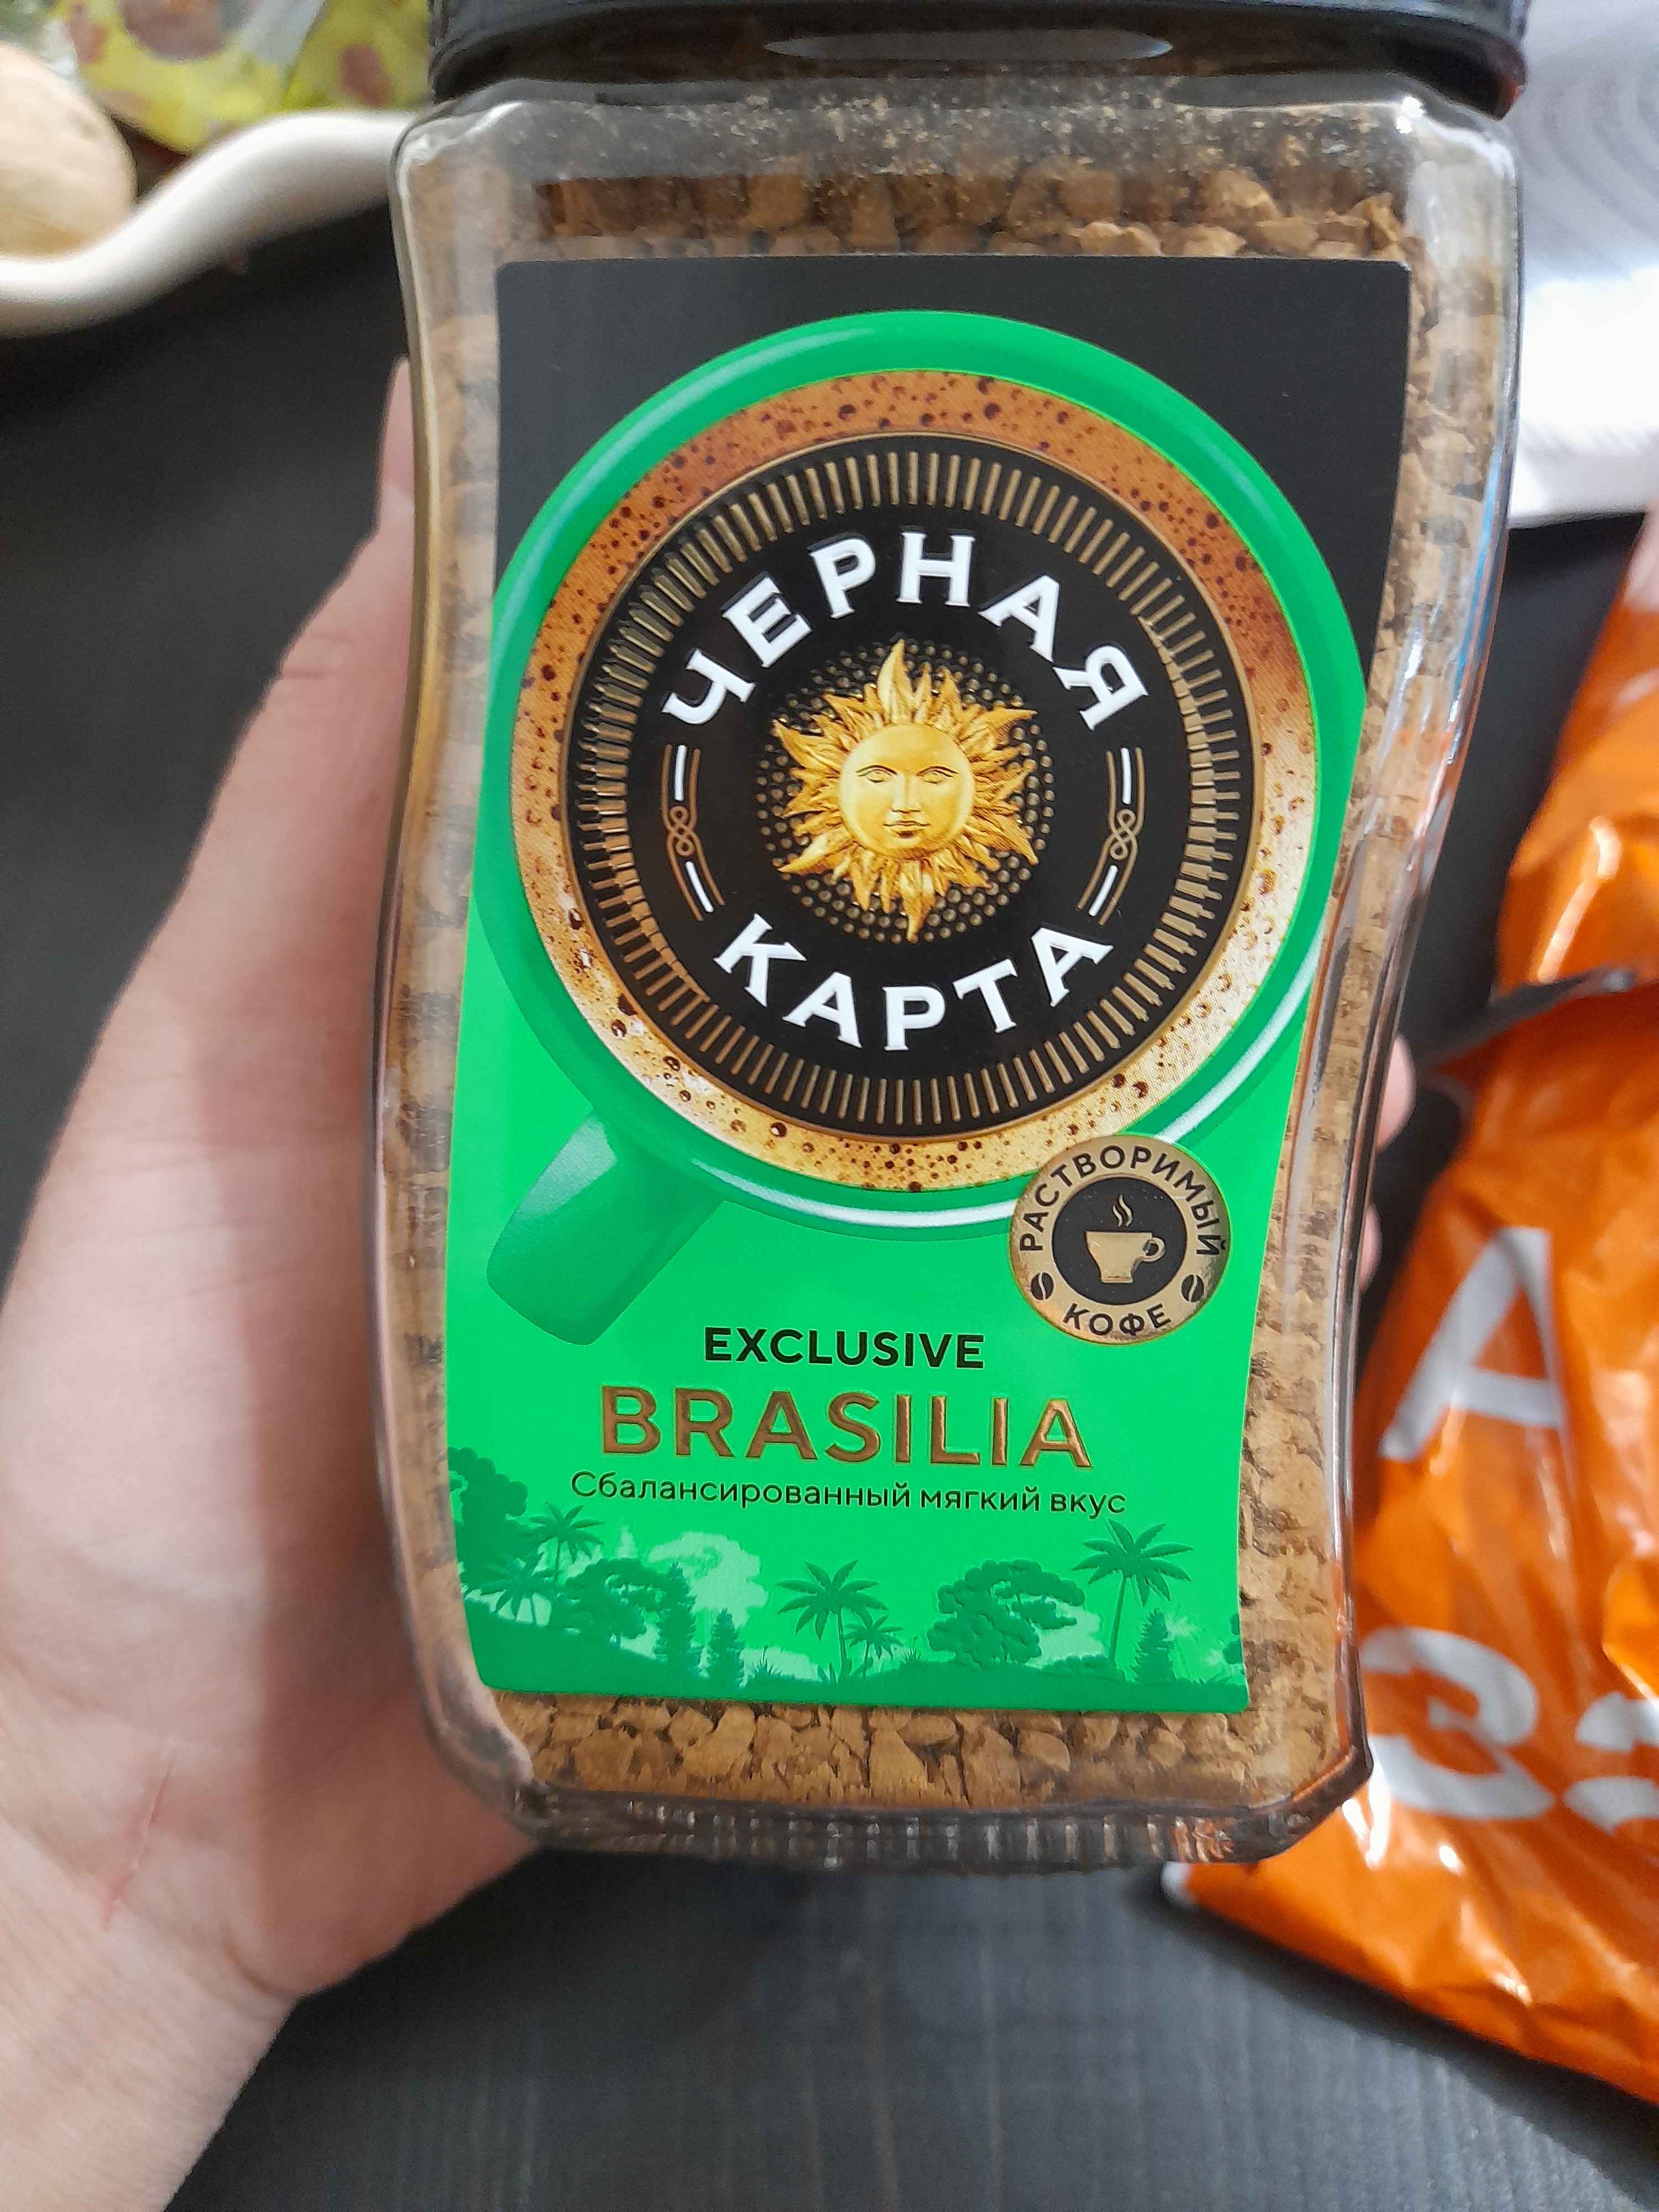 ЧЕРНАЯ
КАРТА
РАСТВОРИМЫЙ
КОФЕ
EXCLUSIVE
BRASILIA
Сбалансированный мягкий вкус
А